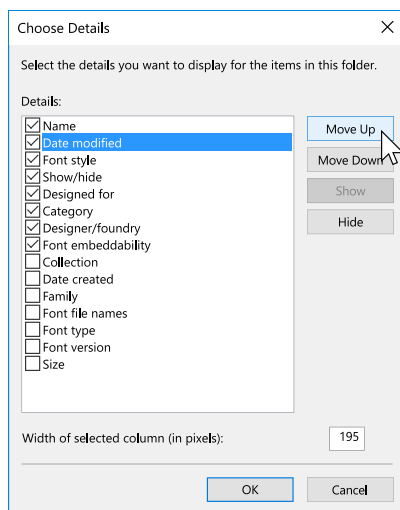 Choose Details
Select the details you want to display for the items in this folder.
Details:
Name
Date modified
Font style
Show/hide
Designed for
Category
Designer/foundry
Font embeddability
Collection
Date created
Family
Font file names
Font type
Font version
Size
Move Up
Move Down
Show
Hide
Width of selected column (in pixels):
195
OK
Cancel